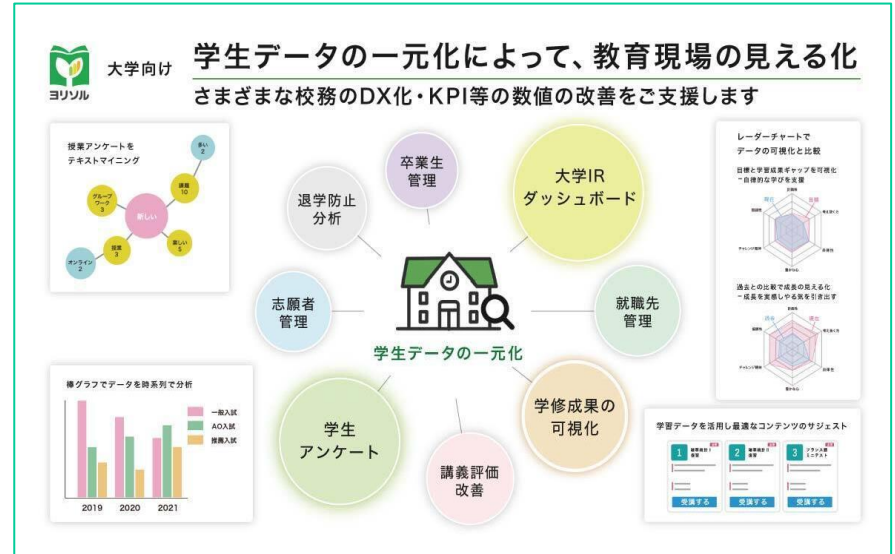 ヨリソル
大学向け
学生データの一元化によって、教育現場の見える化
さまざまな校務のDX化・KPI等の数値の改善をご支援します
授業アンケートを
テキストマイニング
多い
2
講義
10
グループ
ワーク
3
新しい
授業
3
楽しい
5
オンライン
2
退学防止
分析
卒業生
管理
大学IR
ダッシュボード
志願者
管理
就職先
管理
学生データの一元化
学生
アンケート
講義評価
改善
学修成果の
可視化
レーダーチャートで
データの可視化と比較
目標と学習成果ギャップを可視化
－自律的な学びを支援
過去との比較で成長の見える化
－成長を実感しやる気を引き出す
棒グラフでデータを時系列で分析
一般入試
AO入試
推薦入試
2019
2020
2021
学習データを活用し最適なコンテンツのサジェスト
1
2
3
受講する
受講する
受講する